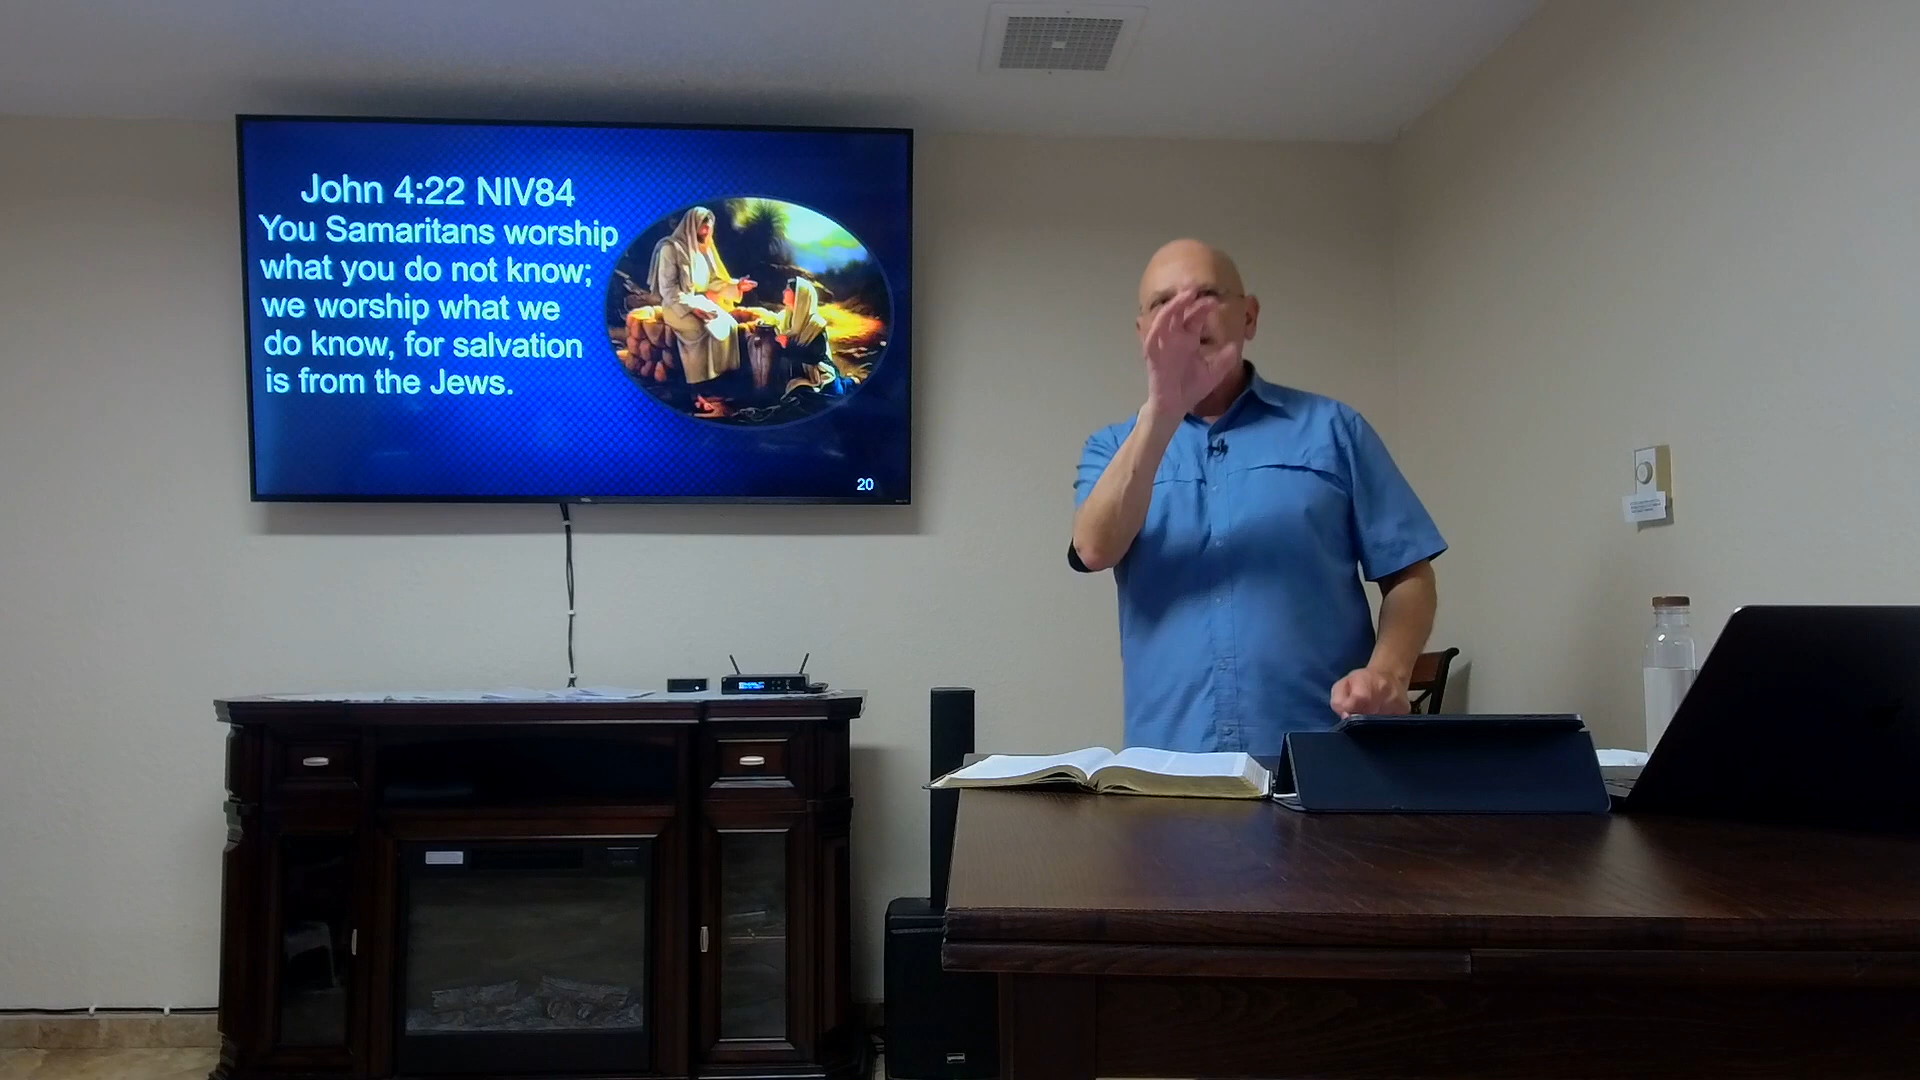 John 4:22 NIV84
You Samaritans worship
what you do not know;
we worship what we
do know, for salvation
is from the Jews.
20